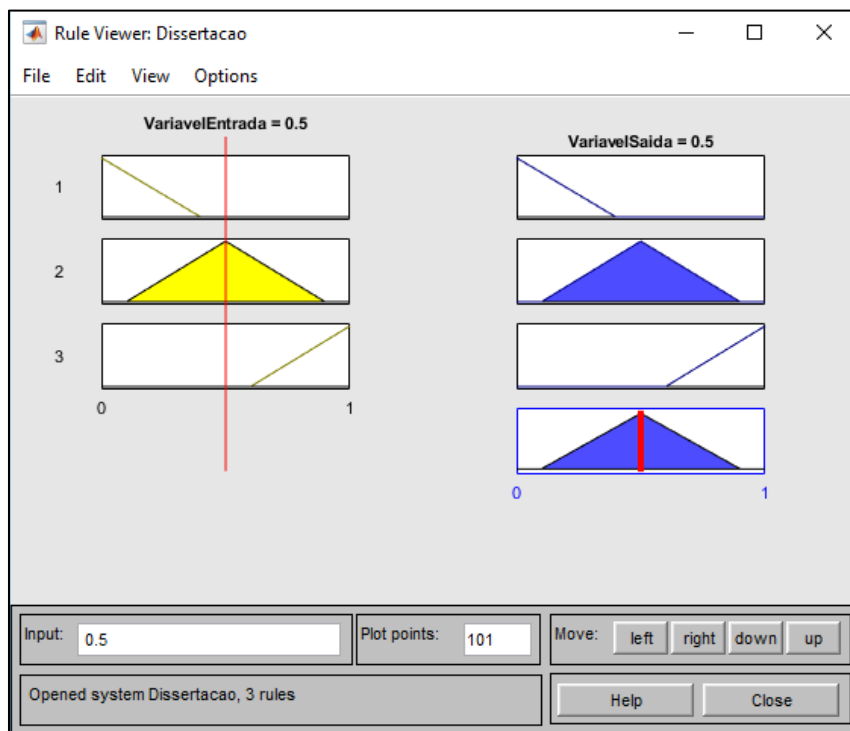 Rule Viewer: Dissertacao
File Edit View Options
VariavelEntrada = 0.5
VariavelSaida = 0.5
1
2
3
0 1
0 1
Input: 0.5 Plot points: 101 Move: left right down up
Opened system Dissertacao, 3 rules Help Close